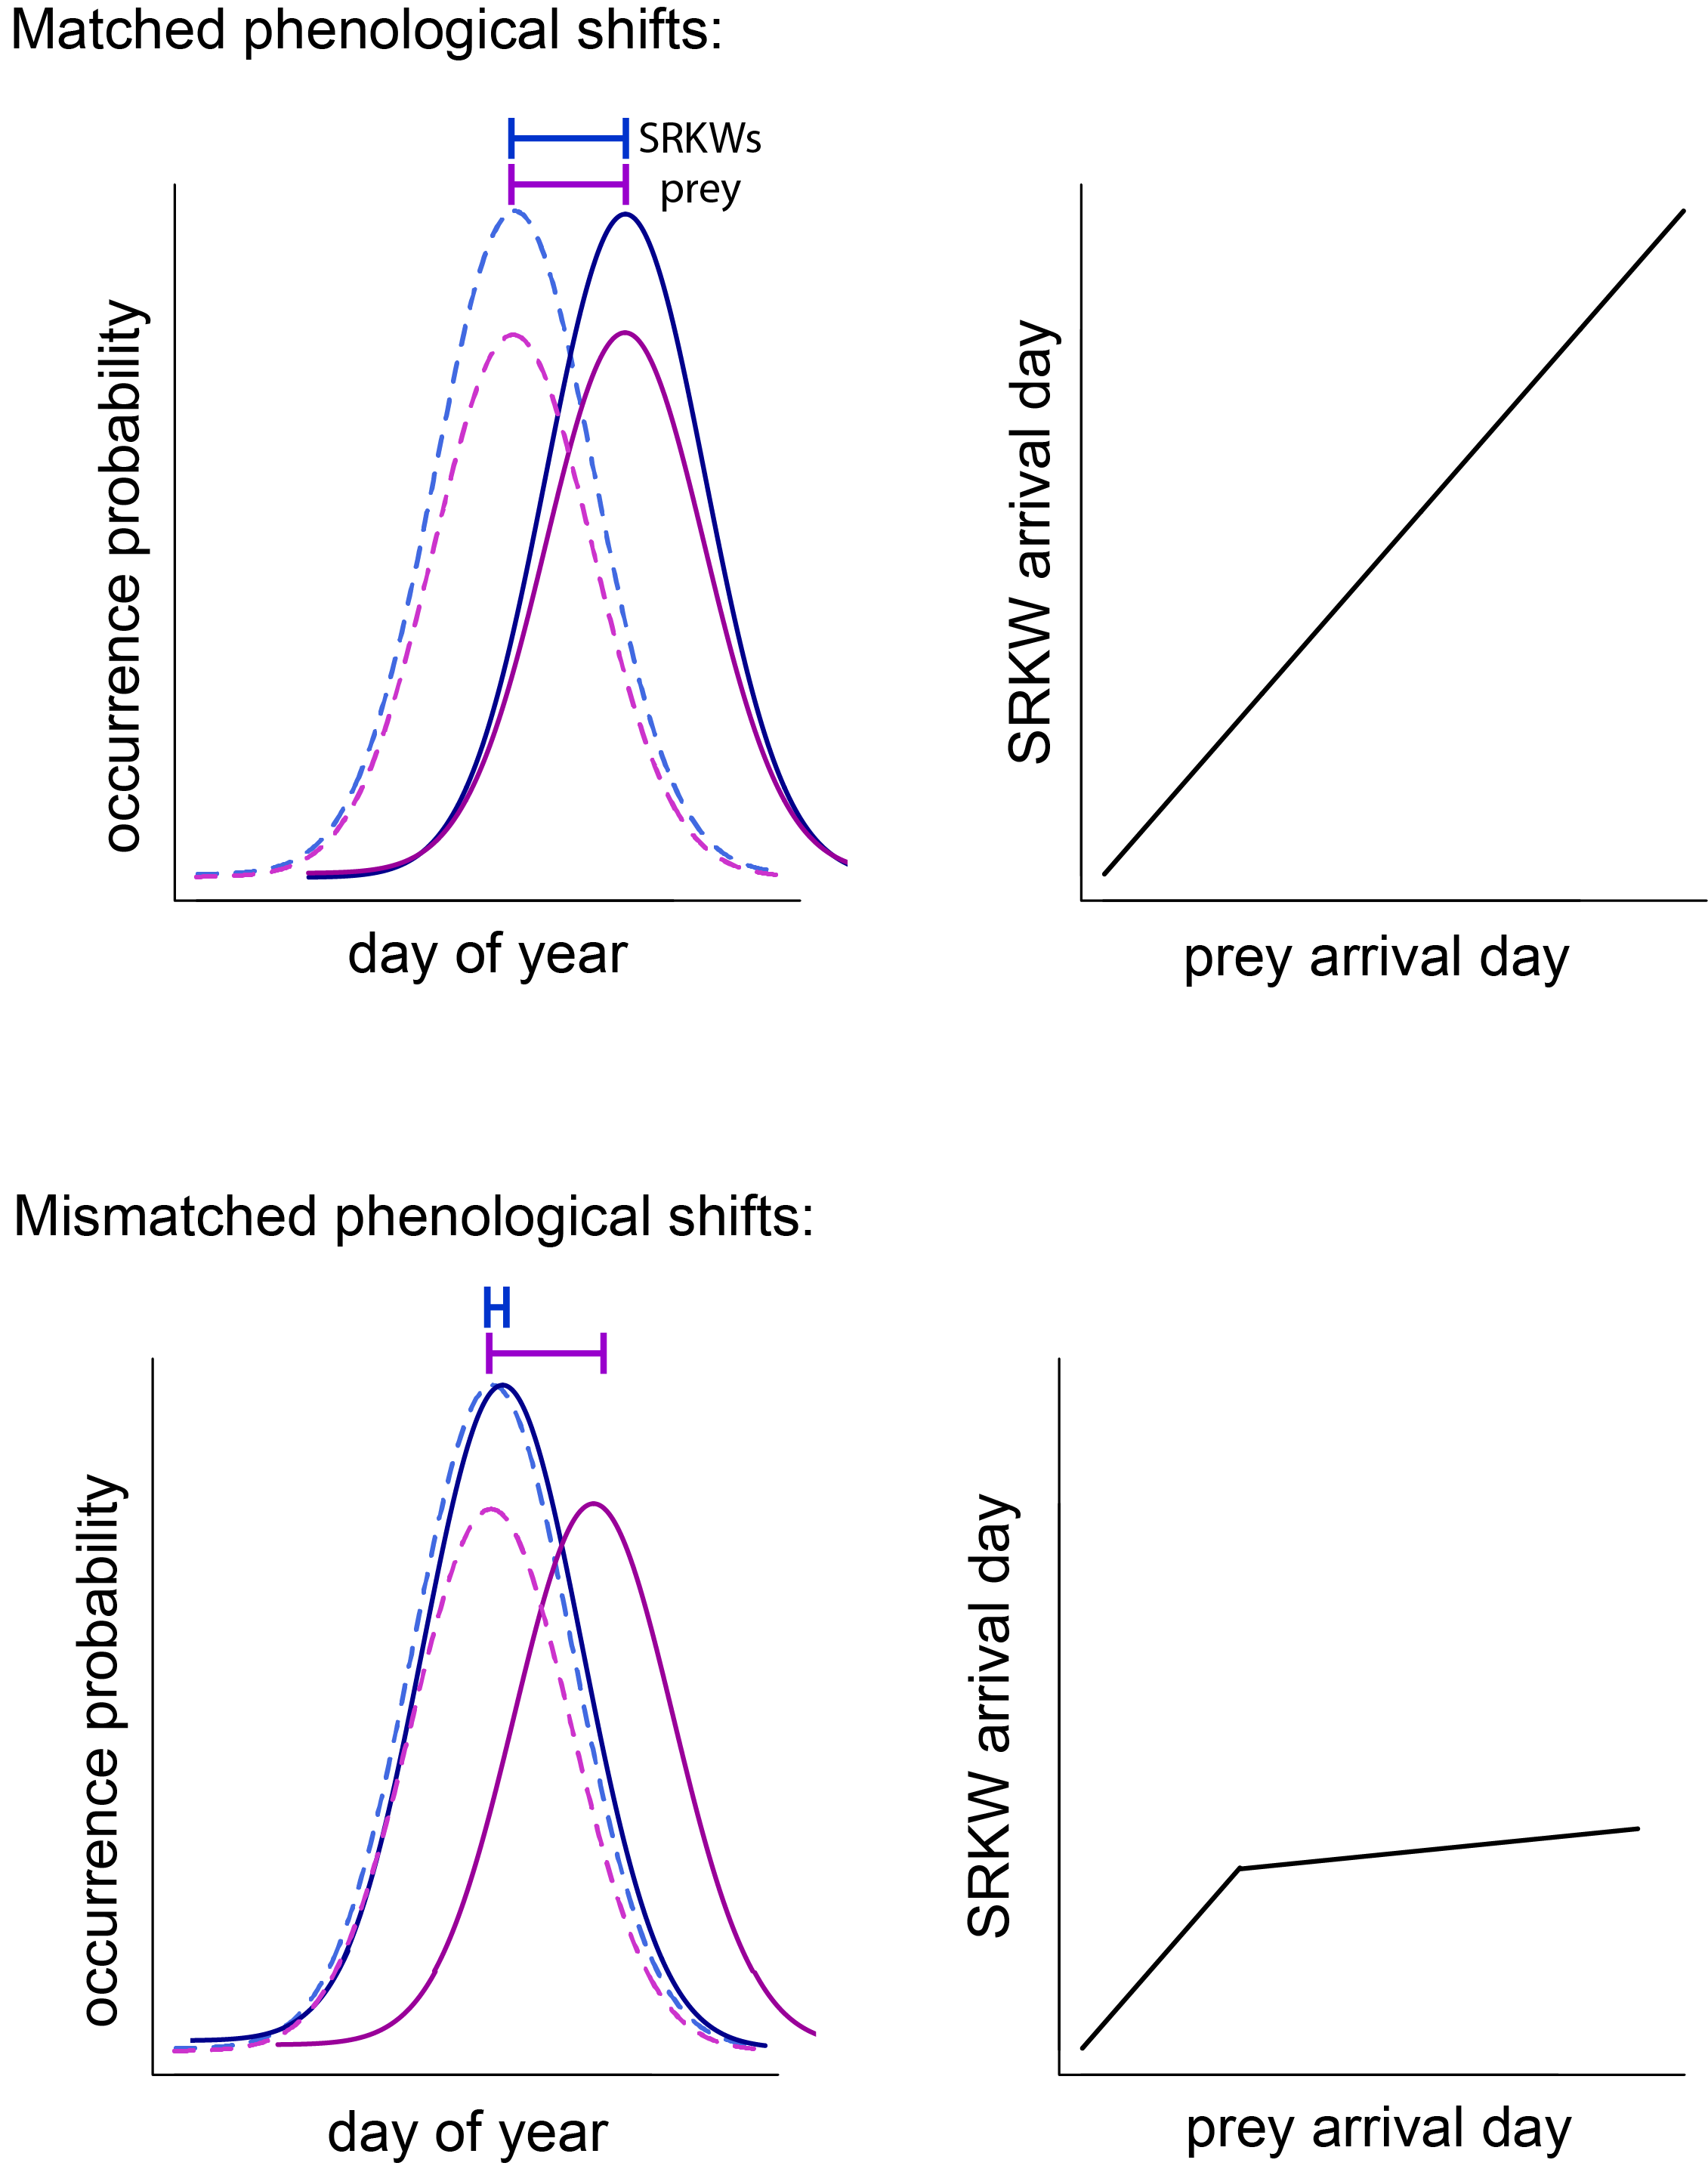 Matched phenological shifts:
SRKWs
prey
occurrence probability
day of year
SRKW arrival day
prey arrival day
Mismatched phenological shifts:
occurrence probability
day of year
SRKW arrival day
prey arrival day